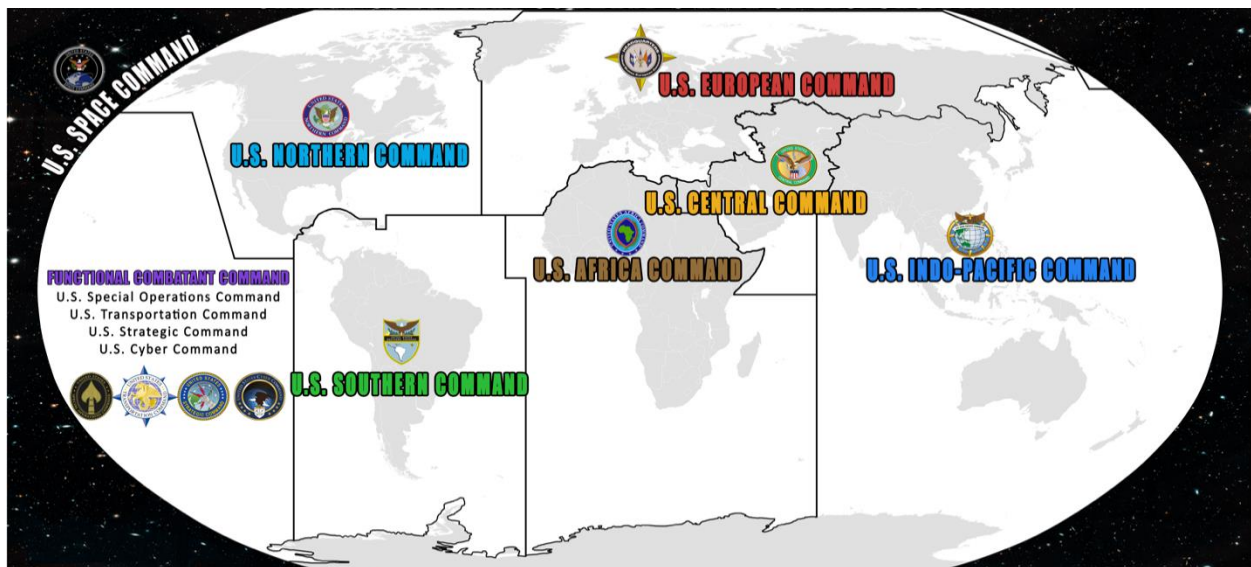 U.S. SPACE COMMAND
U.S. EUROPEAN COMMAND
U.S. NORTHERN COMMAND
U.S. CENTRAL COMMAND
U.S. AFRICA COMMAND
U.S. INDO-PACIFIC COMMAND
FUNCTIONAL COMBATANT COMMAND
U.S. Special Operations Command
U.S. Transportation Command
U.S. Strategic Command
U.S. Cyber Command
U.S. SOUTHERN COMMAND